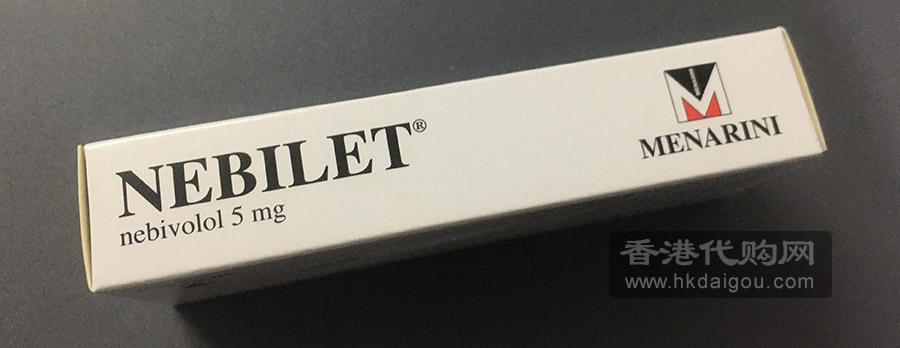 NEBILET®
nebivolol 5 mg
MENARINI
香港代购网
www.hkdaigou.com